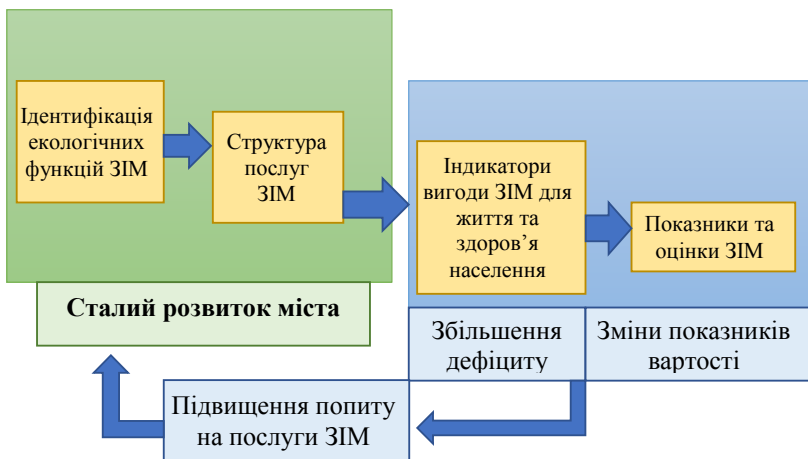 Ідентифікація
екологічних
функцій ЗІМ
Структура
послуг
ЗІМ
Індикатори
вигоди ЗІМ для
життя та
здоров’я
населення
Показники та
оцінки ЗІМ
Сталий розвиток міста
Збільшення
дефіциту
Зміни показників
вартості
Підвищення попиту
на послуги ЗІМ